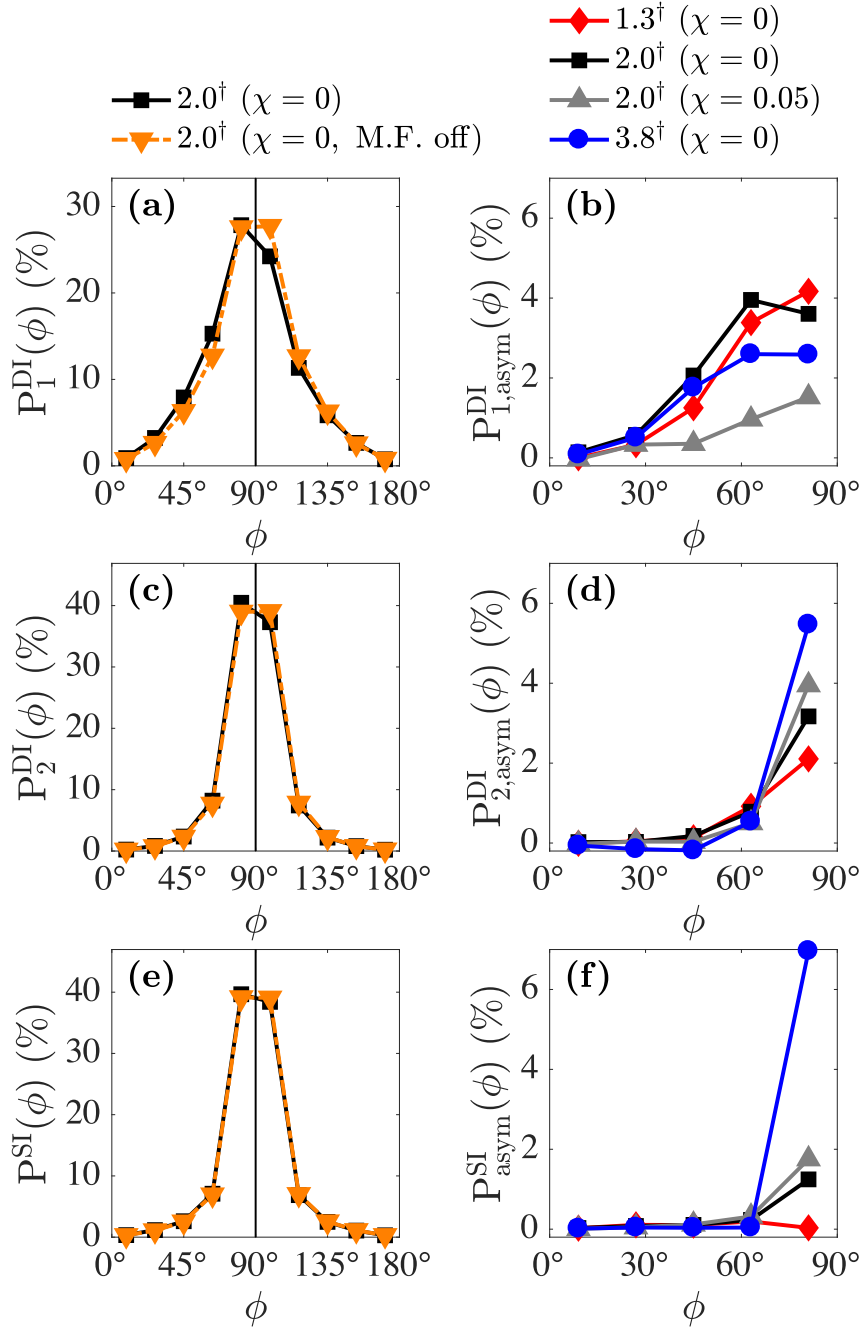 1.3† (χ = 0)
2.0† (χ = 0)
2.0† (χ = 0.05)
3.8† (χ = 0)
2.0† (χ = 0)
2.0† (χ = 0, M.F. off)
(a)
P₁ᴰᴵ(ϕ) (%)
30
20
10
0
0° 45° 90° 135° 180°
ϕ
(b)
P₁,asymᴰᴵ(ϕ) (%)
6
4
2
0
0° 30° 60° 90°
ϕ
(c)
P₂ᴰᴵ(ϕ) (%)
40
30
20
10
0
0° 45° 90° 135° 180°
ϕ
(d)
P₂,asymᴰᴵ(ϕ) (%)
6
4
2
0
0° 30° 60° 90°
ϕ
(e)
Pˢᴵ(ϕ) (%)
40
30
20
10
0
0° 45° 90° 135° 180°
ϕ
(f)
Pasymˢᴵ(ϕ) (%)
6
4
2
0
0° 30° 60° 90°
ϕ